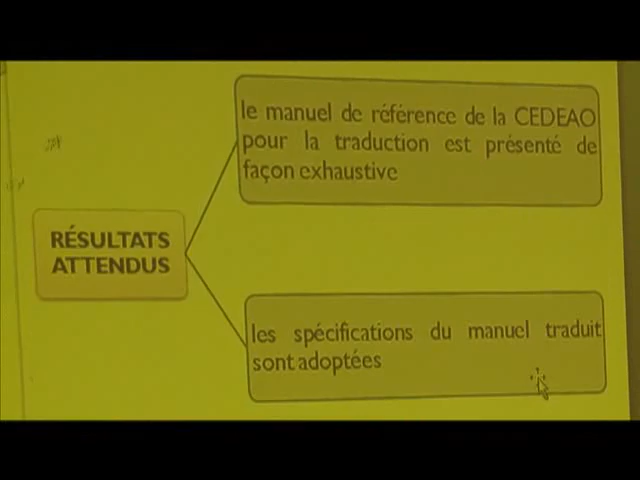 le manuel de référence de la CEDEAO
pour la traduction est présenté de
façon exhaustive
RÉSULTATS
ATTENDUS
les spécifications du manuel traduit
sont adoptées